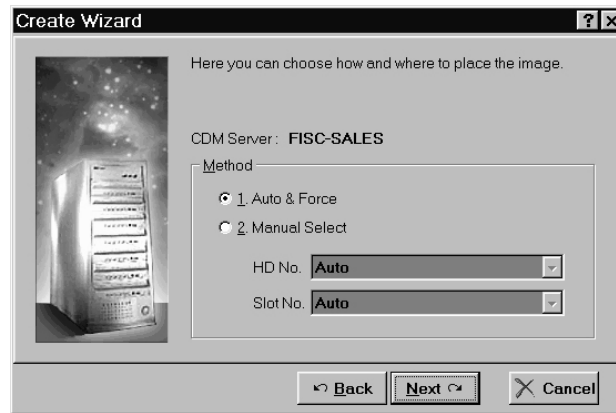 Create Wizard
Here you can choose how and where to place the image.
CDM Server: FISC-SALES
Method
1. Auto & Force
2. Manual Select
HD No. Auto
Slot No. Auto
Back Next Cancel